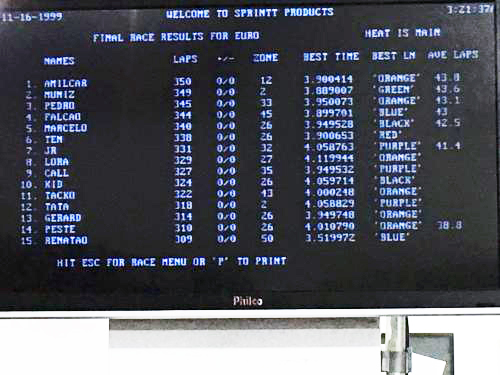 11-16-1999 WELCOME TO SPRINTT PRODUCTS 3:21:37
FINAL RACE RESULTS FOR EURO HEAT IS MAIN
NAMES LAPS +/- ZONE BEST TIME BEST LN AVE LAPS
1. AMILCAR 350 0/0 12 3.900414 'ORANGE' 43.8
2. MUNIZ 349 0/0 2 3.889007 'GREEN' 43.6
3. PEDRO 345 0/0 33 3.950073 'ORANGE' 43.1
4. FALCAO 344 0/0 45 3.899701 'BLUE' 43
5. MARCELO 340 0/0 26 3.949528 'BLACK' 42.5
6. TEN 338 0/0 26 3.900653 'RED'
7. JR 331 0/0 32 4.058763 'PURPLE' 41.4
8. LORA 329 0/0 27 4.119944 'ORANGE'
9. CALL 327 0/0 35 3.949532 'PURPLE'
10. KID 324 0/0 26 4.059714 'BLACK'
11. TACKO 322 0/0 43 4.000248 'ORANGE'
12. TATA 318 0/0 2 4.058829 'PURPLE'
13. GERARD 314 0/0 26 3.949748 'ORANGE'
14. PESTE 310 0/0 26 4.010790 'ORANGE' 38.8
15. RENATAO 309 0/0 50 3.519972 'BLUE'
HIT ESC FOR RACE MENU OR 'P' TO PRINT
Philco